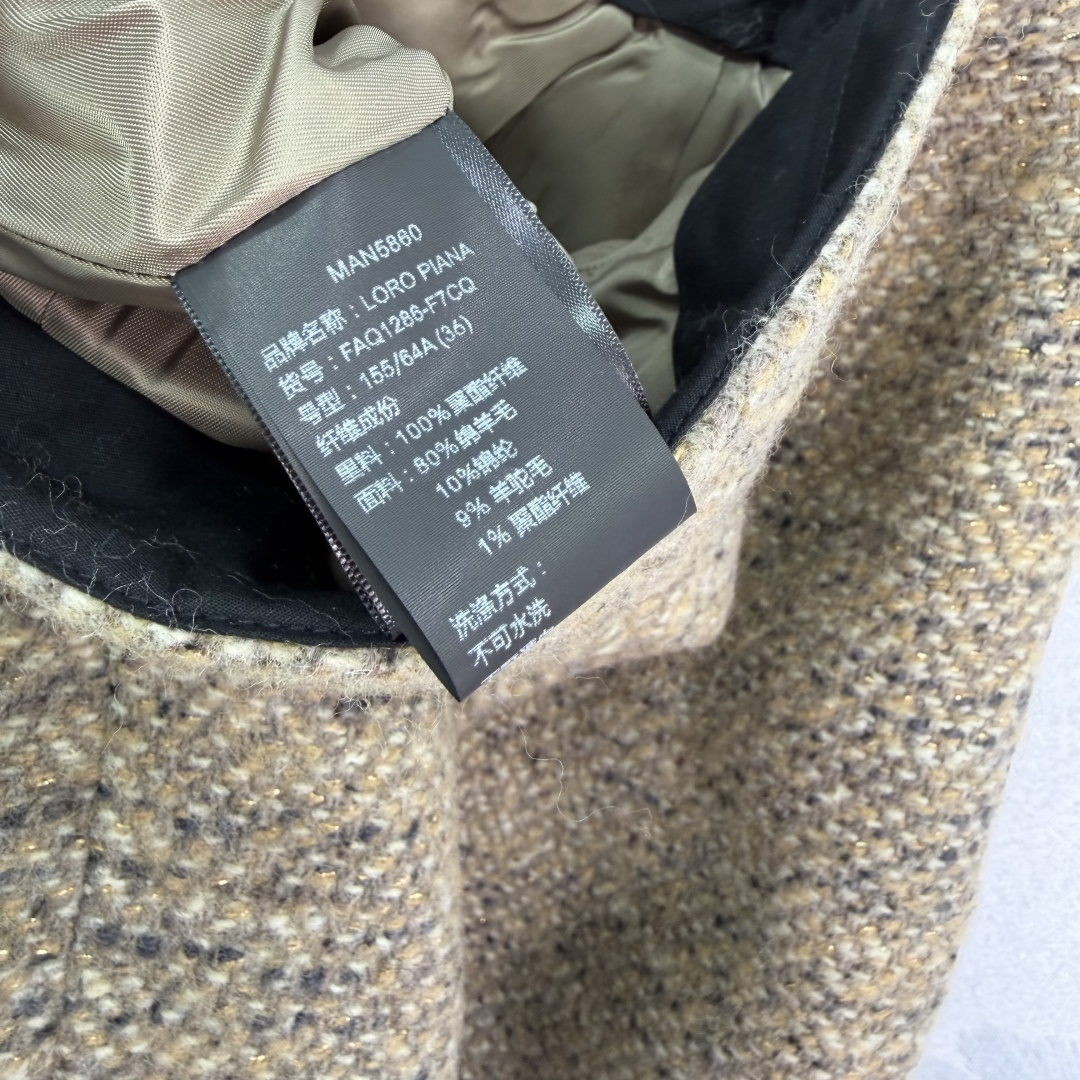 MAN5860
品牌名称：LORO PIANA
货号：FAQ1286-F7CQ
号型：155/64A(36)
纤维成份
里料：100%聚酯纤维
面料：80%绵羊毛
10%锦纶
9% 羊驼毛
1% 聚酯纤维
洗涤方式：
不可水洗